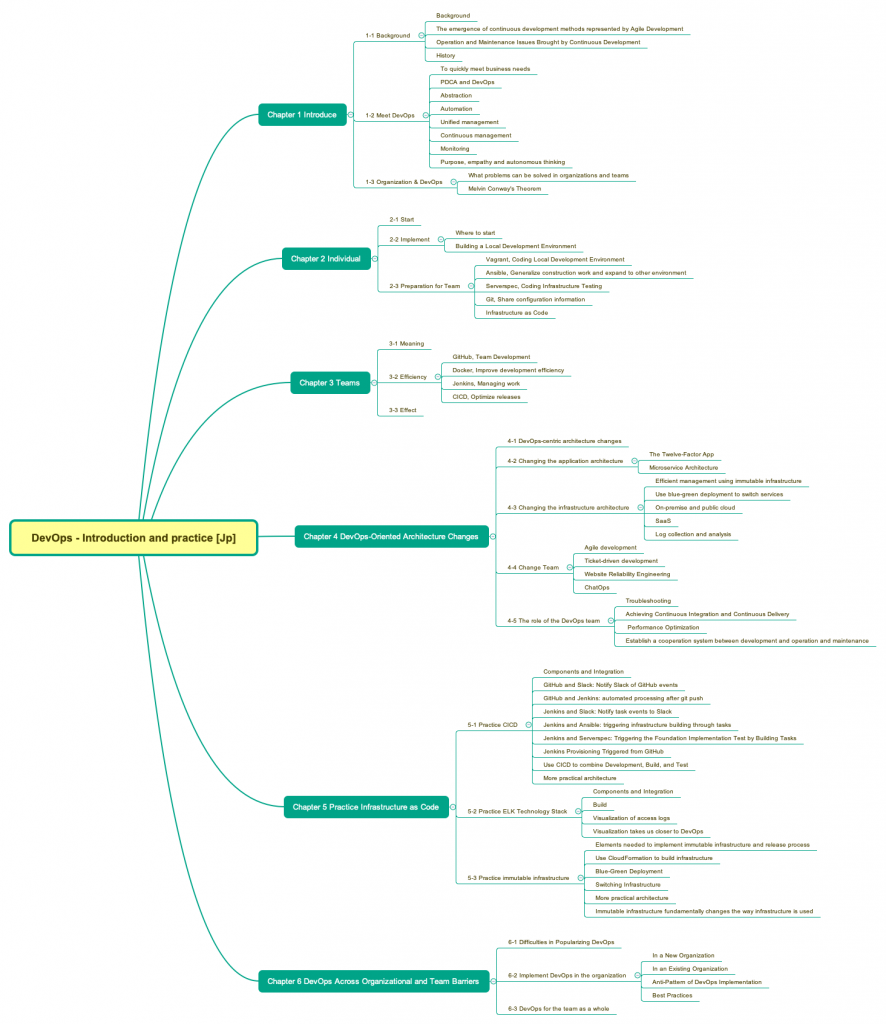 DevOps - Introduction and practice [Jp]
Chapter 1 Introduce
1-1 Background
Background
The emergence of continuous development methods represented by Agile Development
Operation and Maintenance Issues Brought by Continuous Development
History
1-2 Meet DevOps
To quickly meet business needs
PDCA and DevOps
Abstraction
Automation
Unified management
Continuous management
Monitoring
Purpose, empathy and autonomous thinking
1-3 Organization & DevOps
What problems can be solved in organizations and teams
Melvin Conway's Theorem
Chapter 2 Individual
2-1 Start
2-2 Implement
Where to start
Building a Local Development Environment
2-3 Preparation for Team
Vagrant, Coding Local Development Environment
Ansible, Generalize construction work and expand to other environment
Serverspec, Coding Infrastructure Testing
Git, Share configuration information
Infrastructure as Code
Chapter 3 Teams
3-1 Meaning
3-2 Efficiency
GitHub, Team Development
Docker, Improve development efficiency
Jenkins, Managing work
CICD, Optimize releases
3-3 Effect
Chapter 4 DevOps-Oriented Architecture Changes
4-1 DevOps-centric architecture changes
4-2 Changing the application architecture
The Twelve-Factor App
Microservice Architecture
4-3 Changing the infrastructure architecture
Efficient management using immutable infrastructure
Use blue-green deployment to switch services
On-premise and public cloud
SaaS
Log collection and analysis
4-4 Change Team
Agile development
Ticket-driven development
Website Reliability Engineering
ChatOps
4-5 The role of the DevOps team
Troubleshooting
Achieving Continuous Integration and Continuous Delivery
Performance Optimization
Establish a cooperation system between development and operation and maintenance
Chapter 5 Practice Infrastructure as Code
5-1 Practice CICD
Components and Integration
GitHub and Slack: Notify Slack of GitHub events
GitHub and Jenkins: automated processing after git push
Jenkins and Slack: Notify task events to Slack
Jenkins and Ansible: triggering infrastructure building through tasks
Jenkins and Serverspec: Triggering the Foundation Implementation Test by Building Tasks
Jenkins Provisioning Triggered from GitHub
Use CICD to combine Development, Build, and Test
More practical architecture
5-2 Practice ELK Technology Stack
Components and Integration
Build
Visualization of access logs
Visualization takes us closer to DevOps
5-3 Practice immutable infrastructure
Elements needed to implement immutable infrastructure and release process
Use CloudFormation to build infrastructure
Blue-Green Deployment
Switching Infrastructure
More practical architecture
Immutable infrastructure fundamentally changes the way infrastructure is used
Chapter 6 DevOps Across Organizational and Team Barriers
6-1 Difficulties in Popularizing DevOps
6-2 Implement DevOps in the organization
In a New Organization
In an Existing Organization
Anti-Pattern of DevOps Implementation
Best Practices
6-3 DevOps for the team as a whole